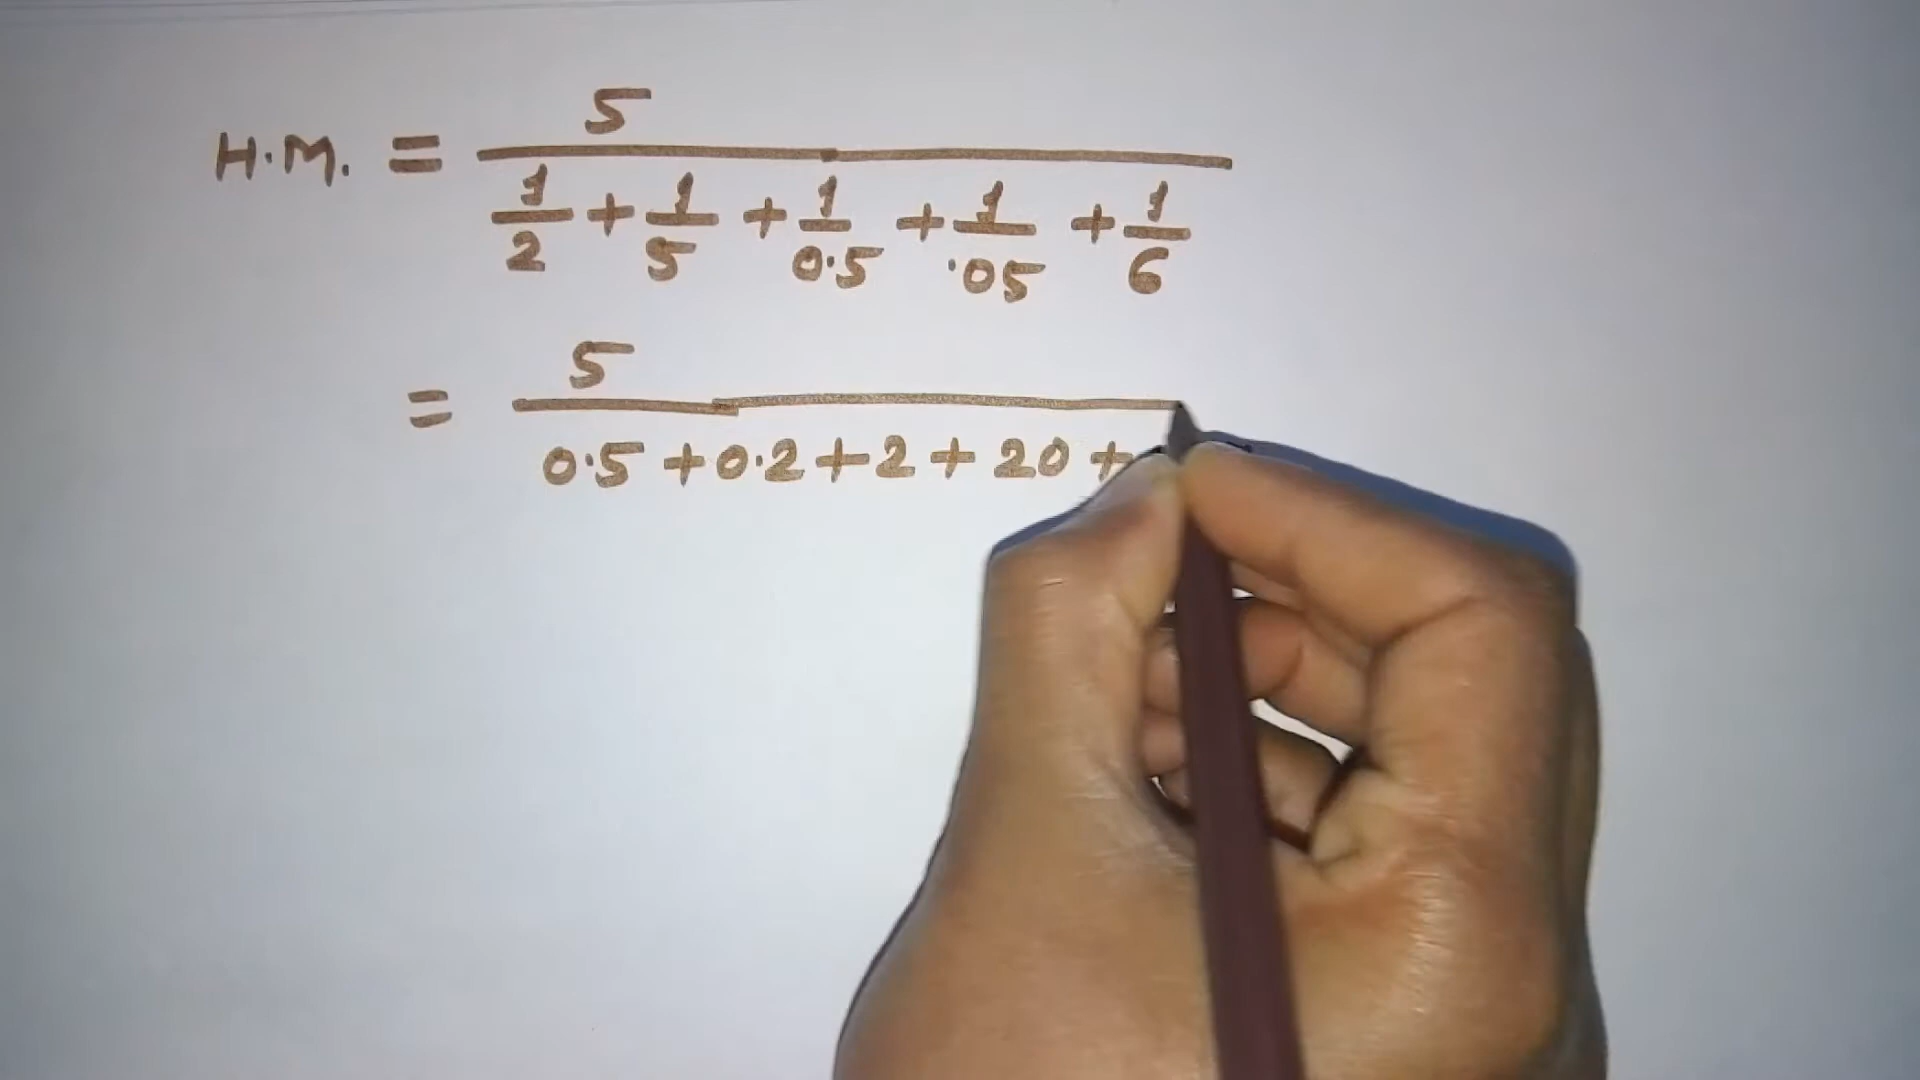 5
H.M. =
1/2 + 1/5 + 1/0.5 + 1/.05 + 1/6
5
=
0.5 + 0.2 + 2 + 20 +